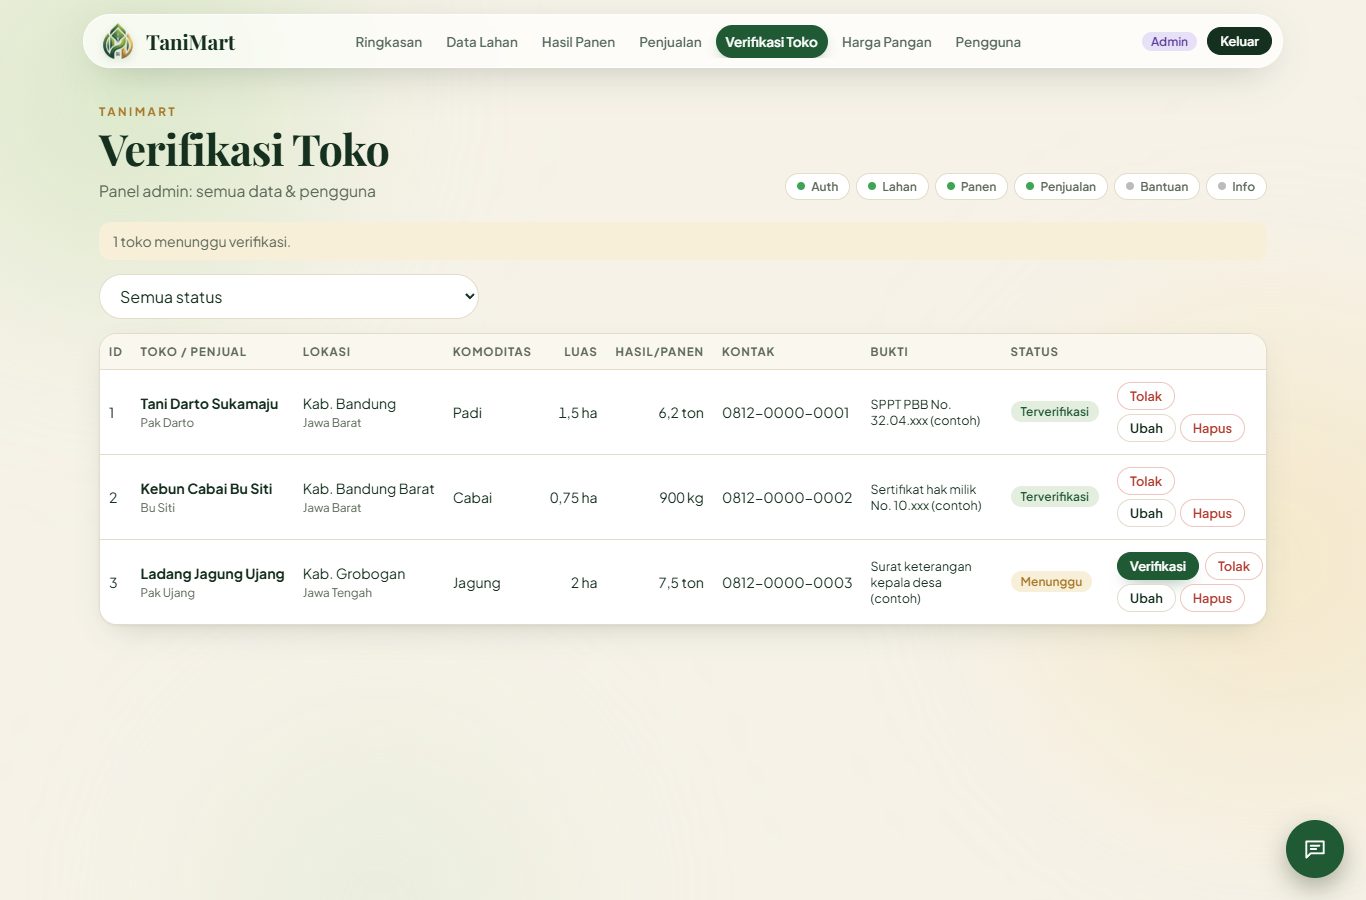 TaniMart
Ringkasan Data Lahan Hasil Panen Penjualan Verifikasi Toko Harga Pangan Pengguna
Admin Keluar
TANIMART
Verifikasi Toko
Panel admin: semua data & pengguna
Auth Lahan Panen Penjualan Bantuan Info
1 toko menunggu verifikasi.
Semua status
ID TOKO / PENJUAL LOKASI KOMODITAS LUAS HASIL/PANEN KONTAK BUKTI STATUS
1 Tani Darto Sukamaju Kab. Bandung Padi 1,5 ha 6,2 ton 0812-0000-0001 SPPT PBB No. Terverifikasi Tolak
Pak Darto Jawa Barat 32.04.xxx (contoh) Ubah Hapus
2 Kebun Cabai Bu Siti Kab. Bandung Barat Cabai 0,75 ha 900 kg 0812-0000-0002 Sertifikat hak milik Terverifikasi Tolak
Bu Siti Jawa Barat No. 10.xxx (contoh) Ubah Hapus
3 Ladang Jagung Ujang Kab. Grobogan Jagung 2 ha 7,5 ton 0812-0000-0003 Surat keterangan Menunggu Verifikasi Tolak
Pak Ujang Jawa Tengah kepala desa Ubah Hapus
(contoh)